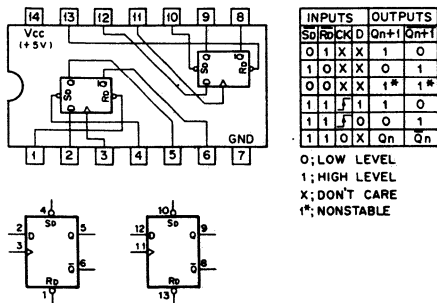 14 13 12 11 10 9 8
Vcc
(+5V)
Q Q̅
SD RD
D
Q Q̅
SD RD
D
GND
1 2 3 4 5 6 7
INPUTS OUTPUTS
S̅D R̅D CK D Qn+1 Q̅n+1
0 1 X X 1 0
1 0 X X 0 1
0 0 X X 1* 1*
1 1 1 1 0
1 1 0 0 1
1 1 0 X Qn Q̅n
0; LOW LEVEL
1; HIGH LEVEL
X; DON'T CARE
1*; NONSTABLE
4 10
SD SD
2 D Q 5 12 D Q 9
3 11
Q̅ 6 Q̅ 8
RD RD
1 13